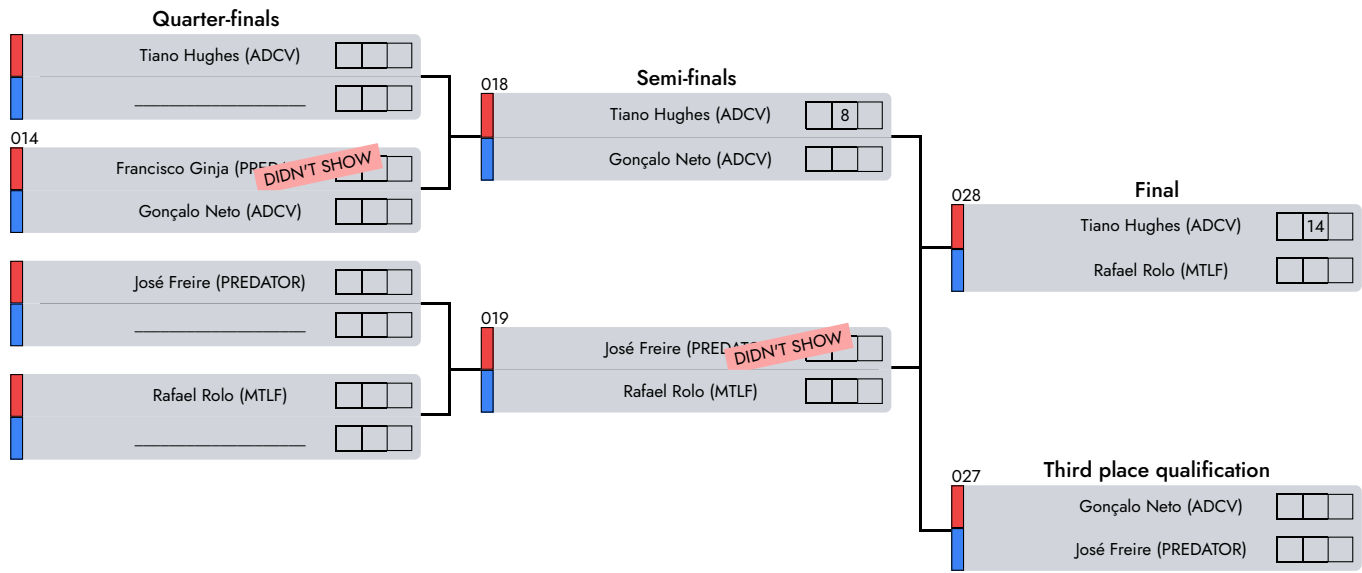 Quarter-finals
Tiano Hughes (ADCV)
____________________
014
Francisco Ginja (PREDA
DIDN'T SHOW
Gonçalo Neto (ADCV)
José Freire (PREDATOR)
____________________
Rafael Rolo (MTLF)
____________________
Semi-finals
018
Tiano Hughes (ADCV) 8
Gonçalo Neto (ADCV)
019
José Freire (PREDATO
DIDN'T SHOW
Rafael Rolo (MTLF)
Final
028
Tiano Hughes (ADCV) 14
Rafael Rolo (MTLF)
Third place qualification
027
Gonçalo Neto (ADCV)
José Freire (PREDATOR)